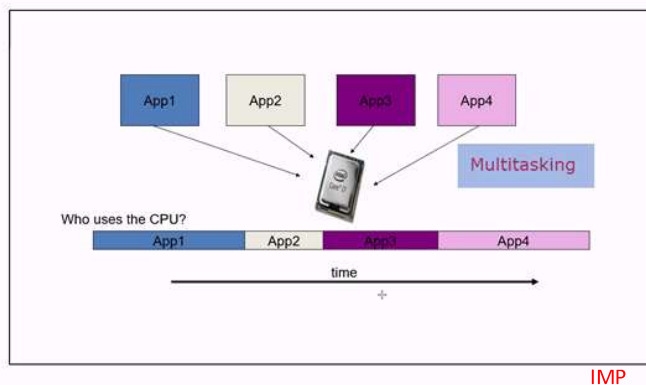 App1 App2 App3 App4
Multitasking
Who uses the CPU?
App1 App2 App3 App4
time
IMP